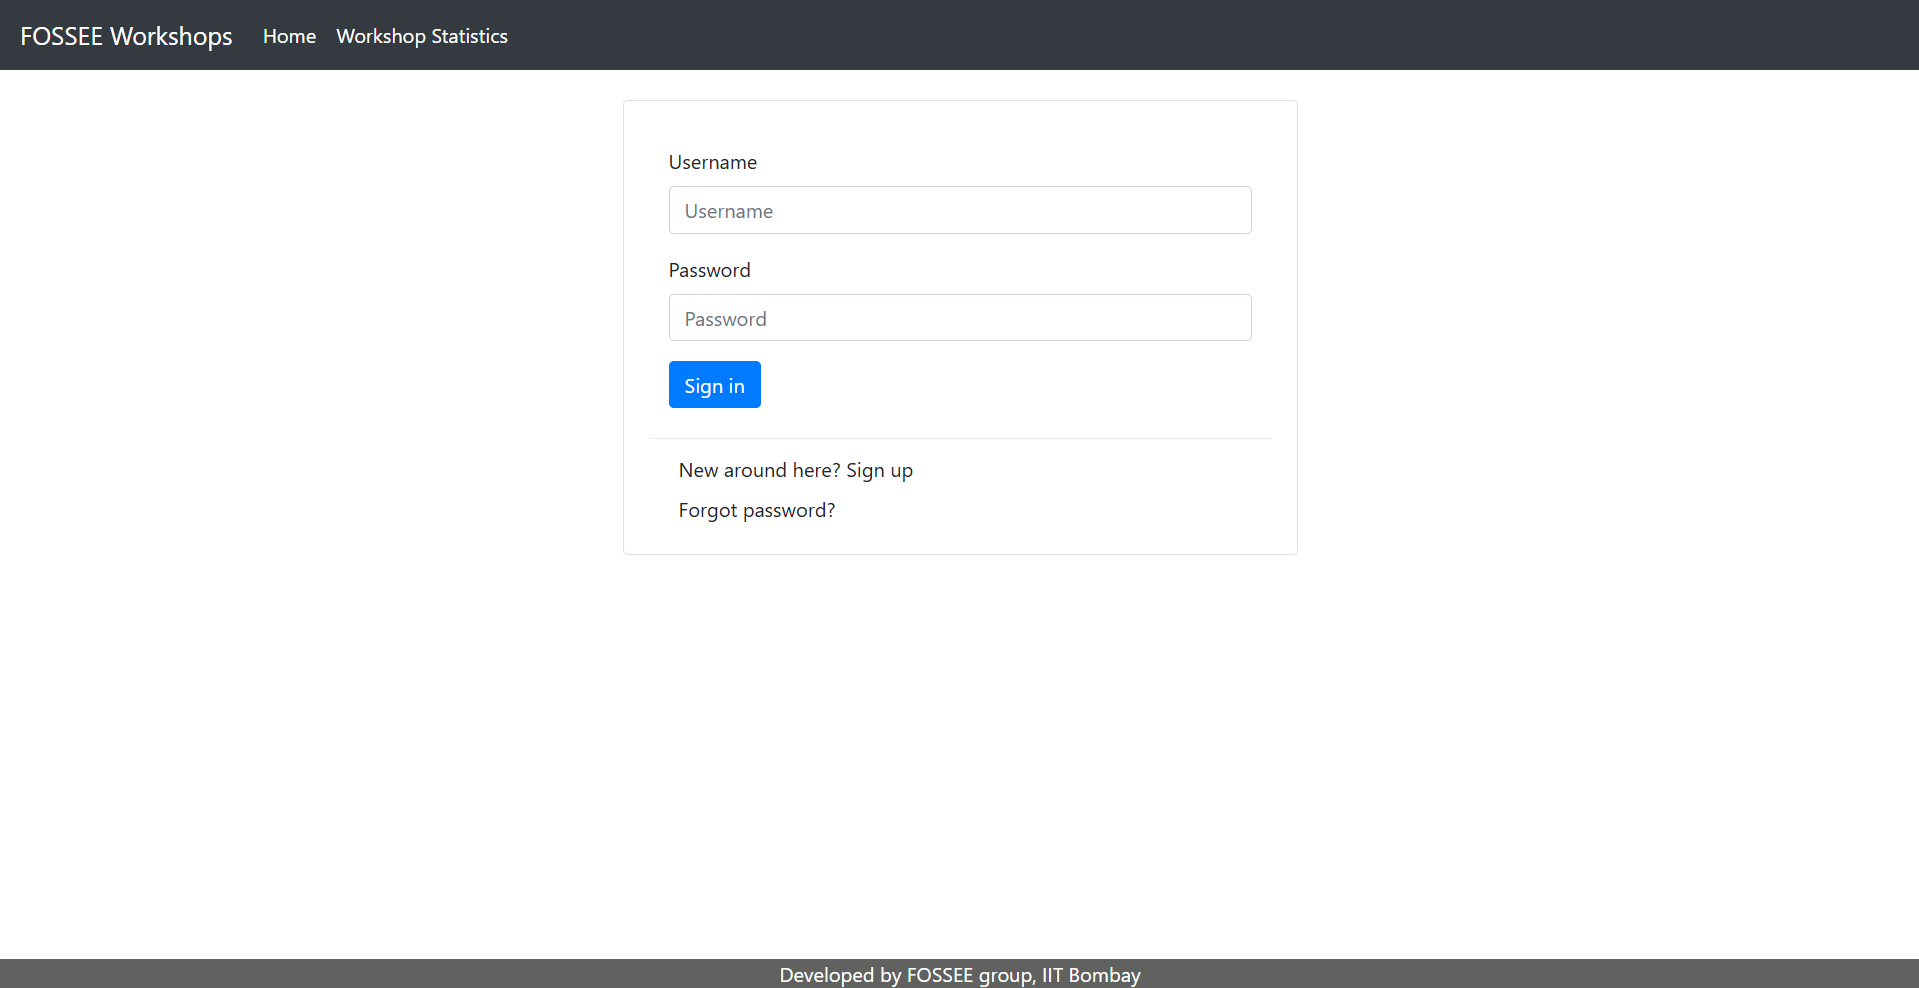 FOSSEE Workshops Home Workshop Statistics
Username
Username
Password
Password
Sign in
New around here? Sign up
Forgot password?
Developed by FOSSEE group, IIT Bombay